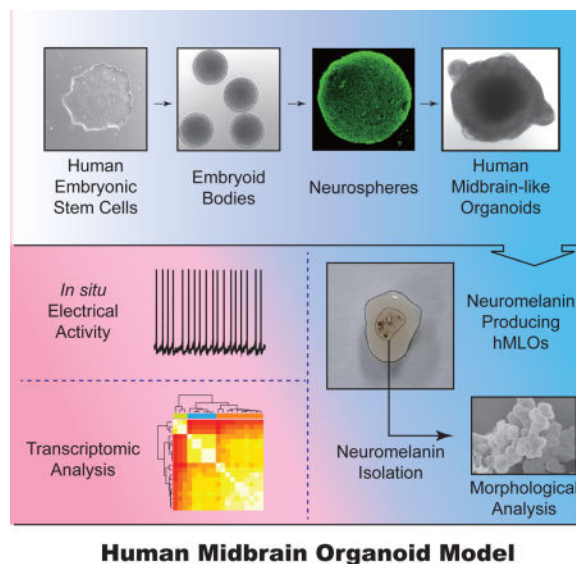 Human
Embryonic
Stem Cells
Embryoid
Bodies
Neurospheres
Human
Midbrain-like
Organoids
In situ
Electrical
Activity
Neuromelanin
Producing
hMLOs
Transcriptomic
Analysis
Neuromelanin
Isolation
Morphological
Analysis
Human Midbrain Organoid Model